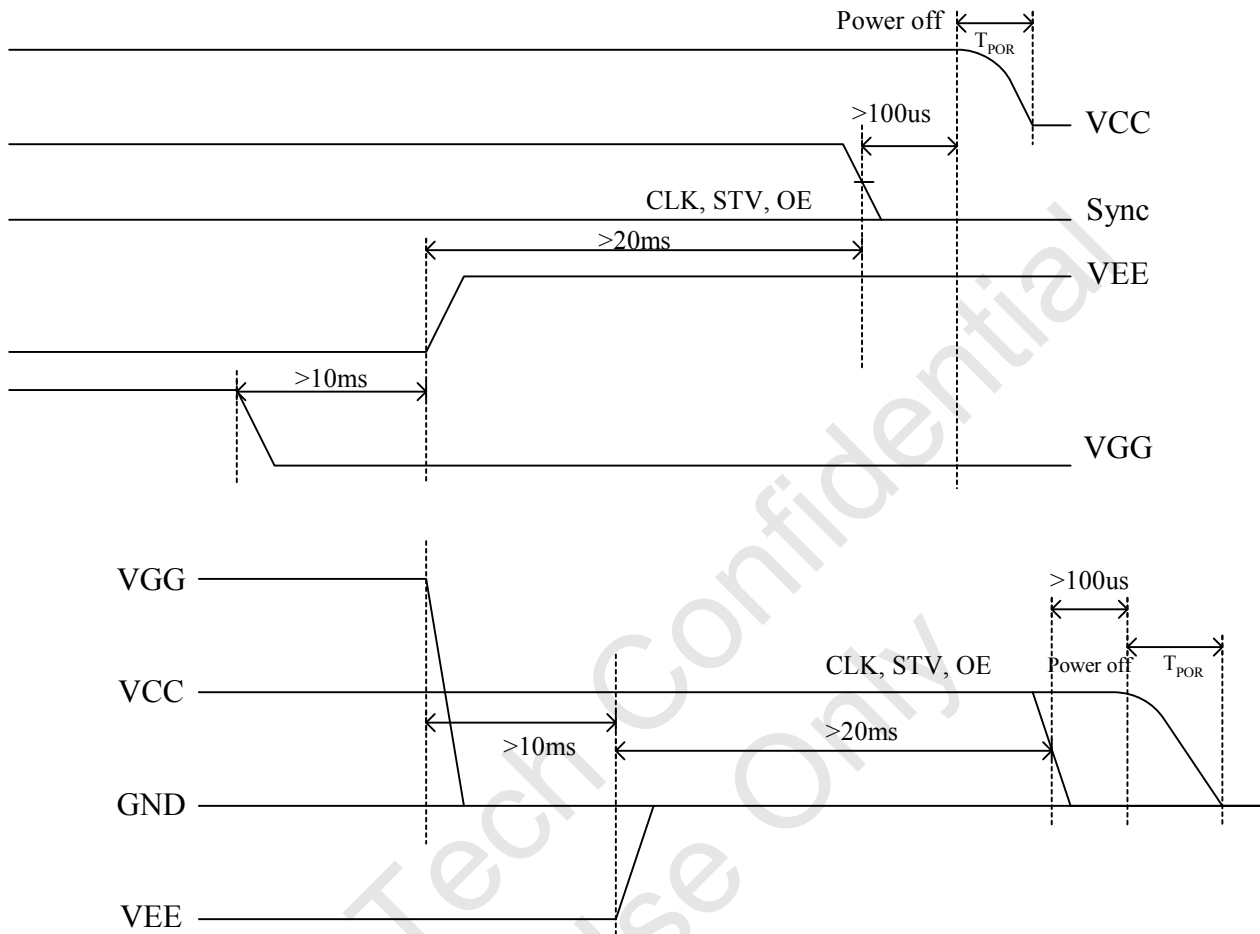 Power off
T_POR
>100us
VCC
CLK, STV, OE
Sync
>20ms
VEE
>10ms
VGG
VGG
>100us
CLK, STV, OE
Power off
T_POR
VCC
>10ms
>20ms
GND
VEE
Tech Confidential
Use Only